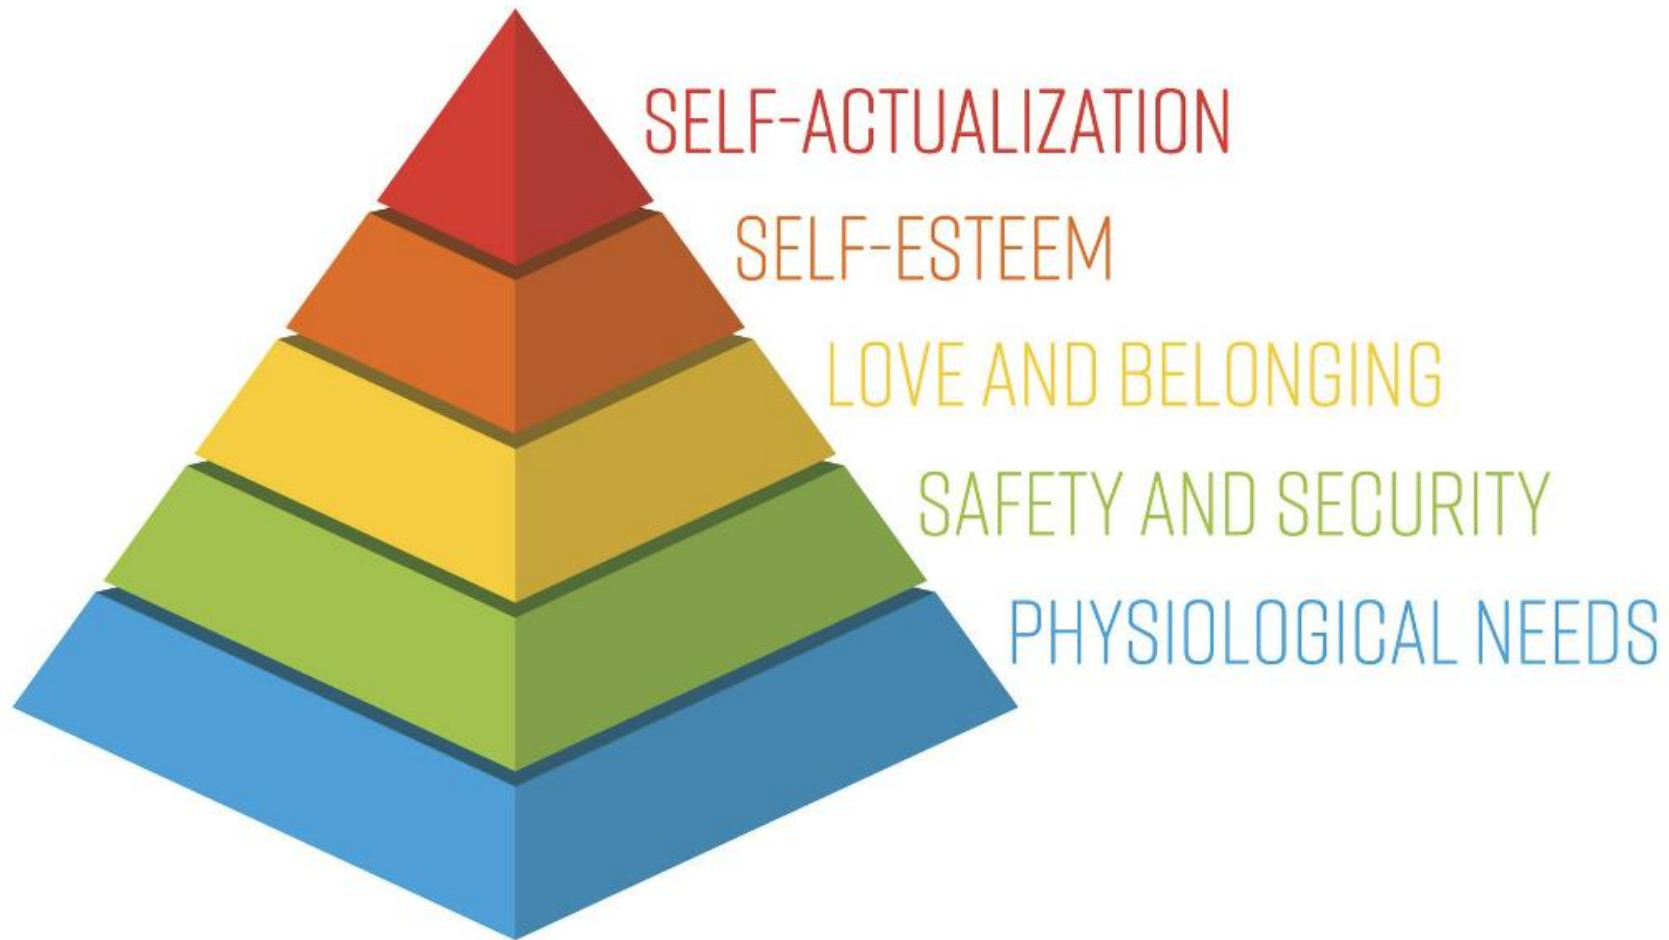 SELF-ACTUALIZATION
SELF-ESTEEM
LOVE AND BELONGING
SAFETY AND SECURITY
PHYSIOLOGICAL NEEDS